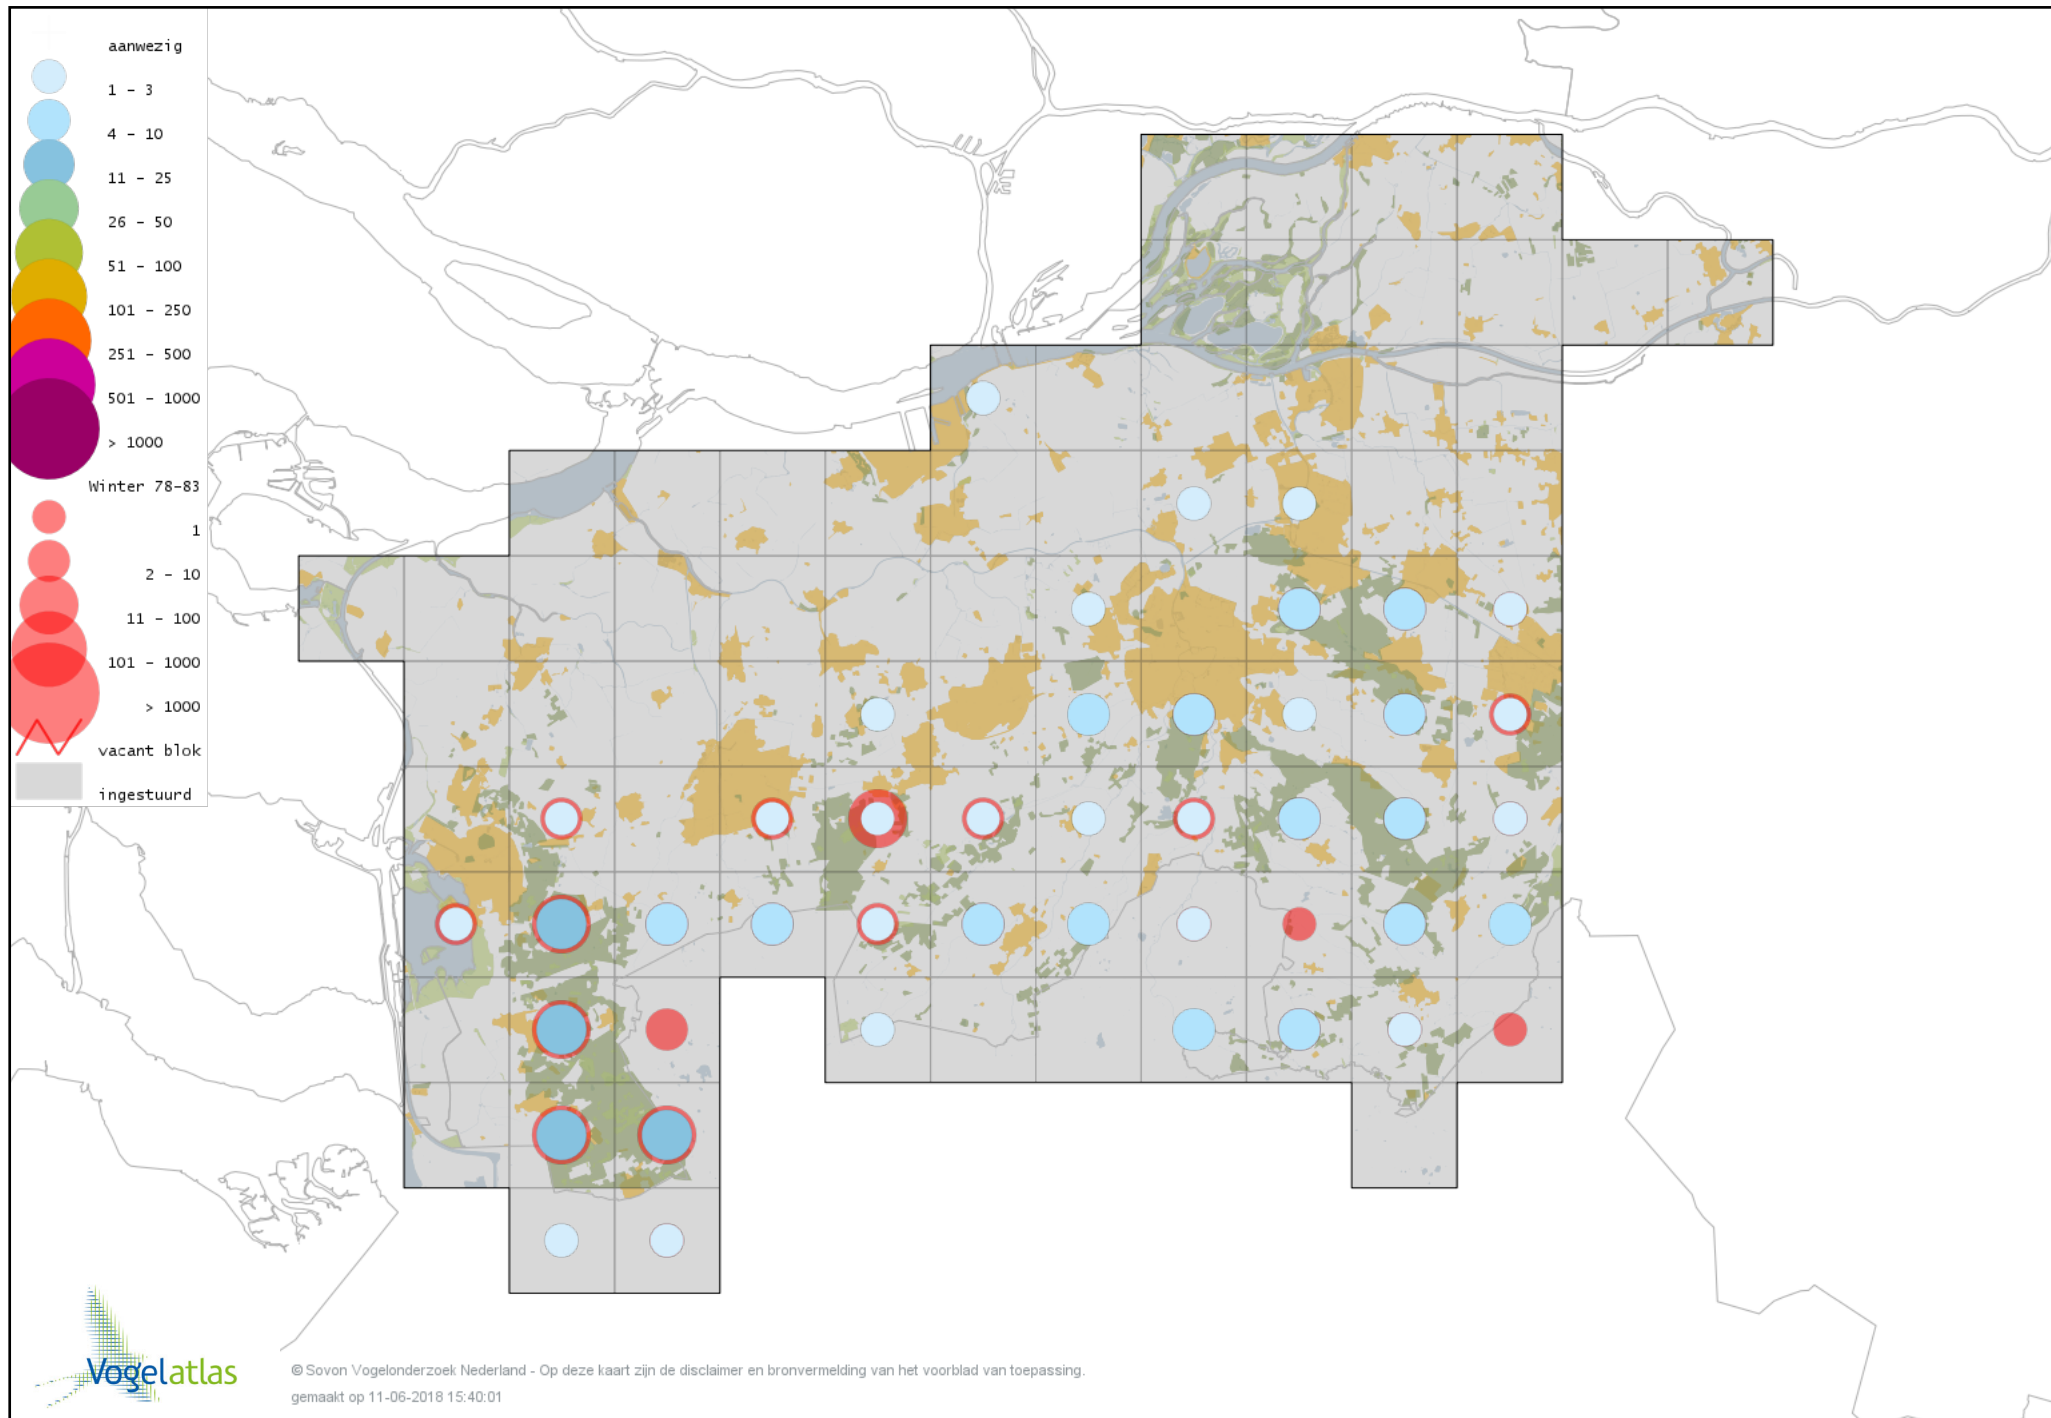 aanwezig
1 - 3
4 - 10
11 - 25
26 - 50
51 - 100
101 - 250
251 - 500
501 - 1000
> 1000
Winter 78-83
1
2 - 10
11 - 100
101 - 1000
> 1000
vacant blok
ingestuurd
Vogelatlas
© Sovon Vogelonderzoek Nederland - Op deze kaart zijn de disclaimer en bronvermelding van het voorblad van toepassing.
gemaakt op 11-06-2018 15:40:01